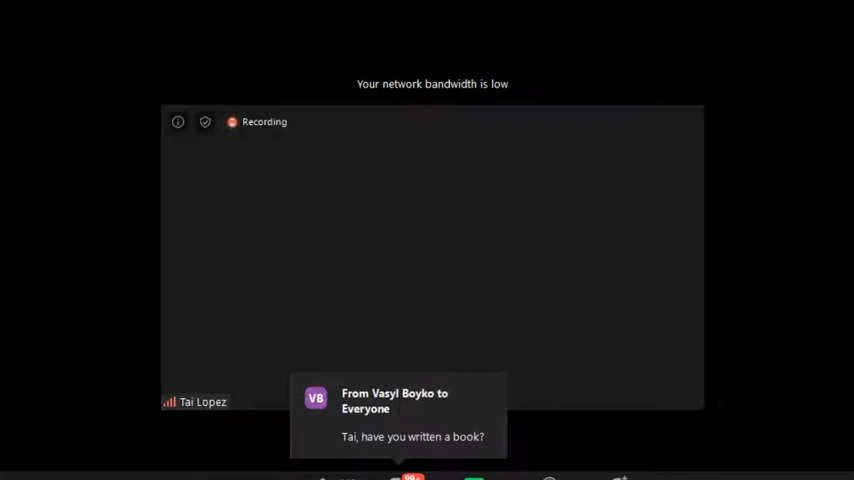 Your network bandwidth is low
Recording
Tai Lopez
VB
From Vasyl Boyko to
Everyone
Tai, have you written a book?
99+